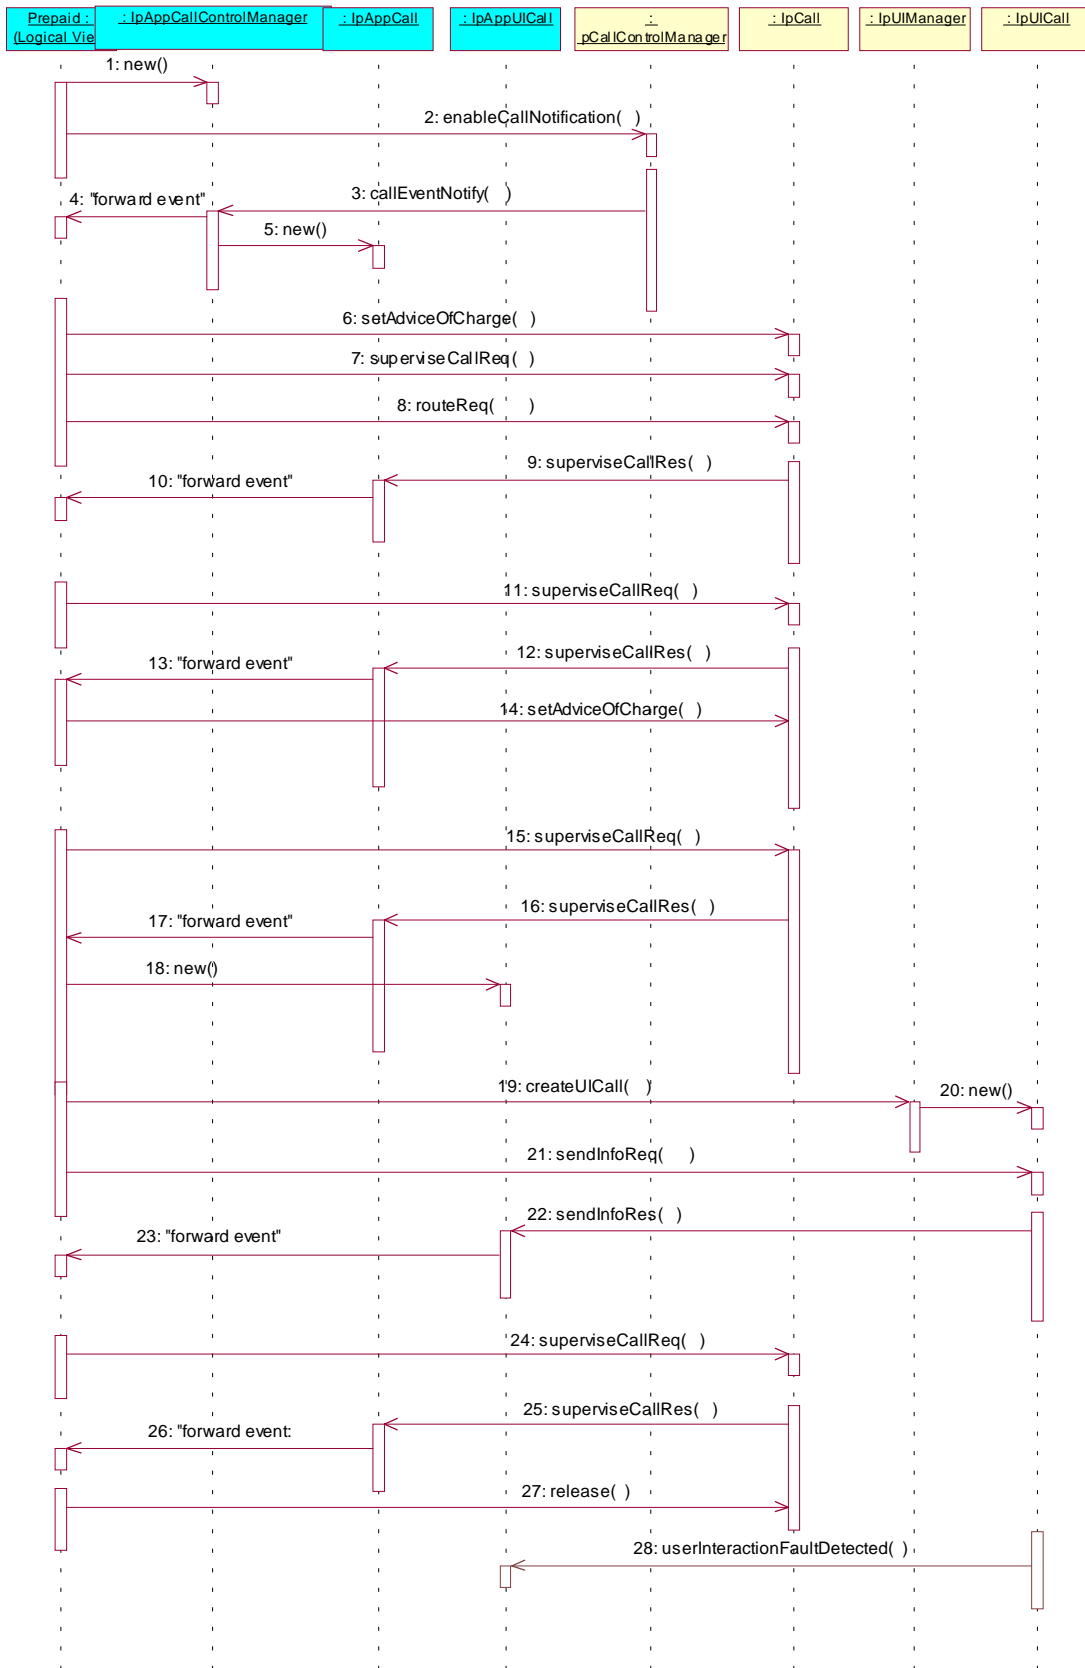 Prepaid :
(Logical Vie
: IpAppCallControlManager
: IpAppCall
: IpAppUICall
:
pCallControlManager
: IpCall
: IpUIManager
: IpUICall
1: new()
2: enableCallNotification( )
3: callEventNotify( )
4: "forward event"
5: new()
6: setAdviceOfCharge( )
7: superviseCallReq( )
8: routeReq( )
9: superviseCallRes( )
10: "forward event"
11: superviseCallReq( )
12: superviseCallRes( )
13: "forward event"
14: setAdviceOfCharge( )
15: superviseCallReq( )
16: superviseCallRes( )
17: "forward event"
18: new()
19: createUICall( )
20: new()
21: sendInfoReq( )
22: sendInfoRes( )
23: "forward event"
24: superviseCallReq( )
25: superviseCallRes( )
26: "forward event:
27: release( )
28: userInteractionFaultDetected( )